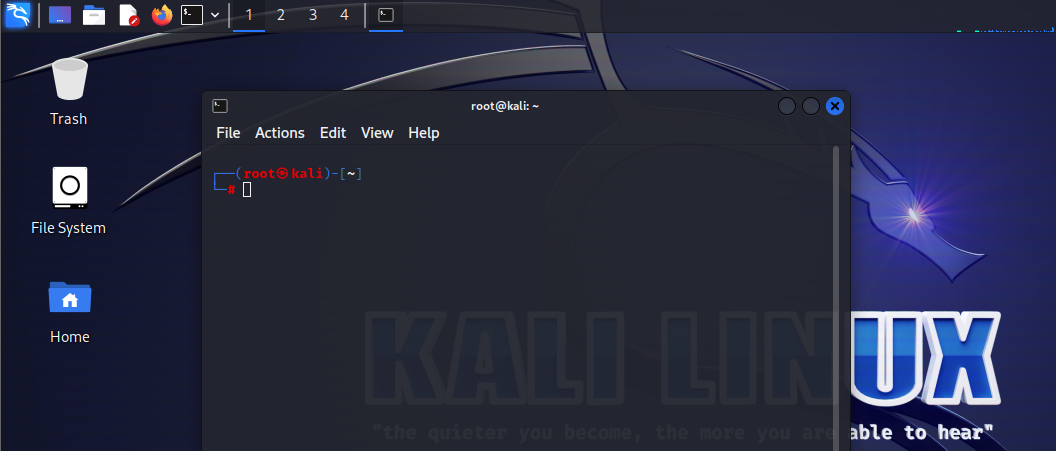 1 2 3 4
Trash
File System
Home
root@kali: ~
File Actions Edit View Help
┌──(root㉿kali)-[~]
└─#
KALI LINUX
"the quieter you become, the more you are able to hear"